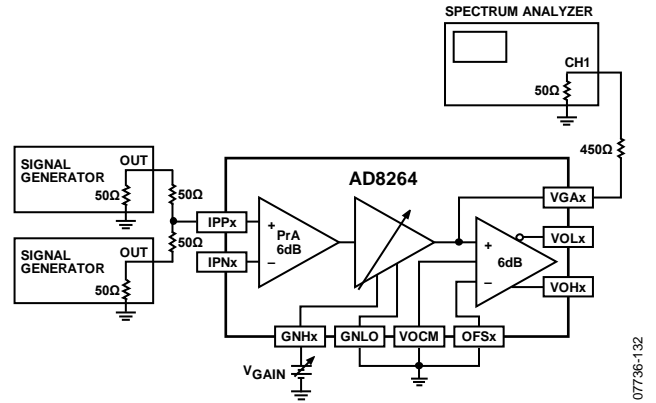 SPECTRUM ANALYZER
CH1
50Ω
450Ω
SIGNAL
GENERATOR
OUT
50Ω
50Ω
SIGNAL
GENERATOR
OUT
50Ω
50Ω
AD8264
IPPx
IPNx
+
PrA
6dB
–
+
6dB
–
VGAx
VOLx
VOHx
GNHx
GNLO
VOCM
OFSx
VGAIN
07736-132